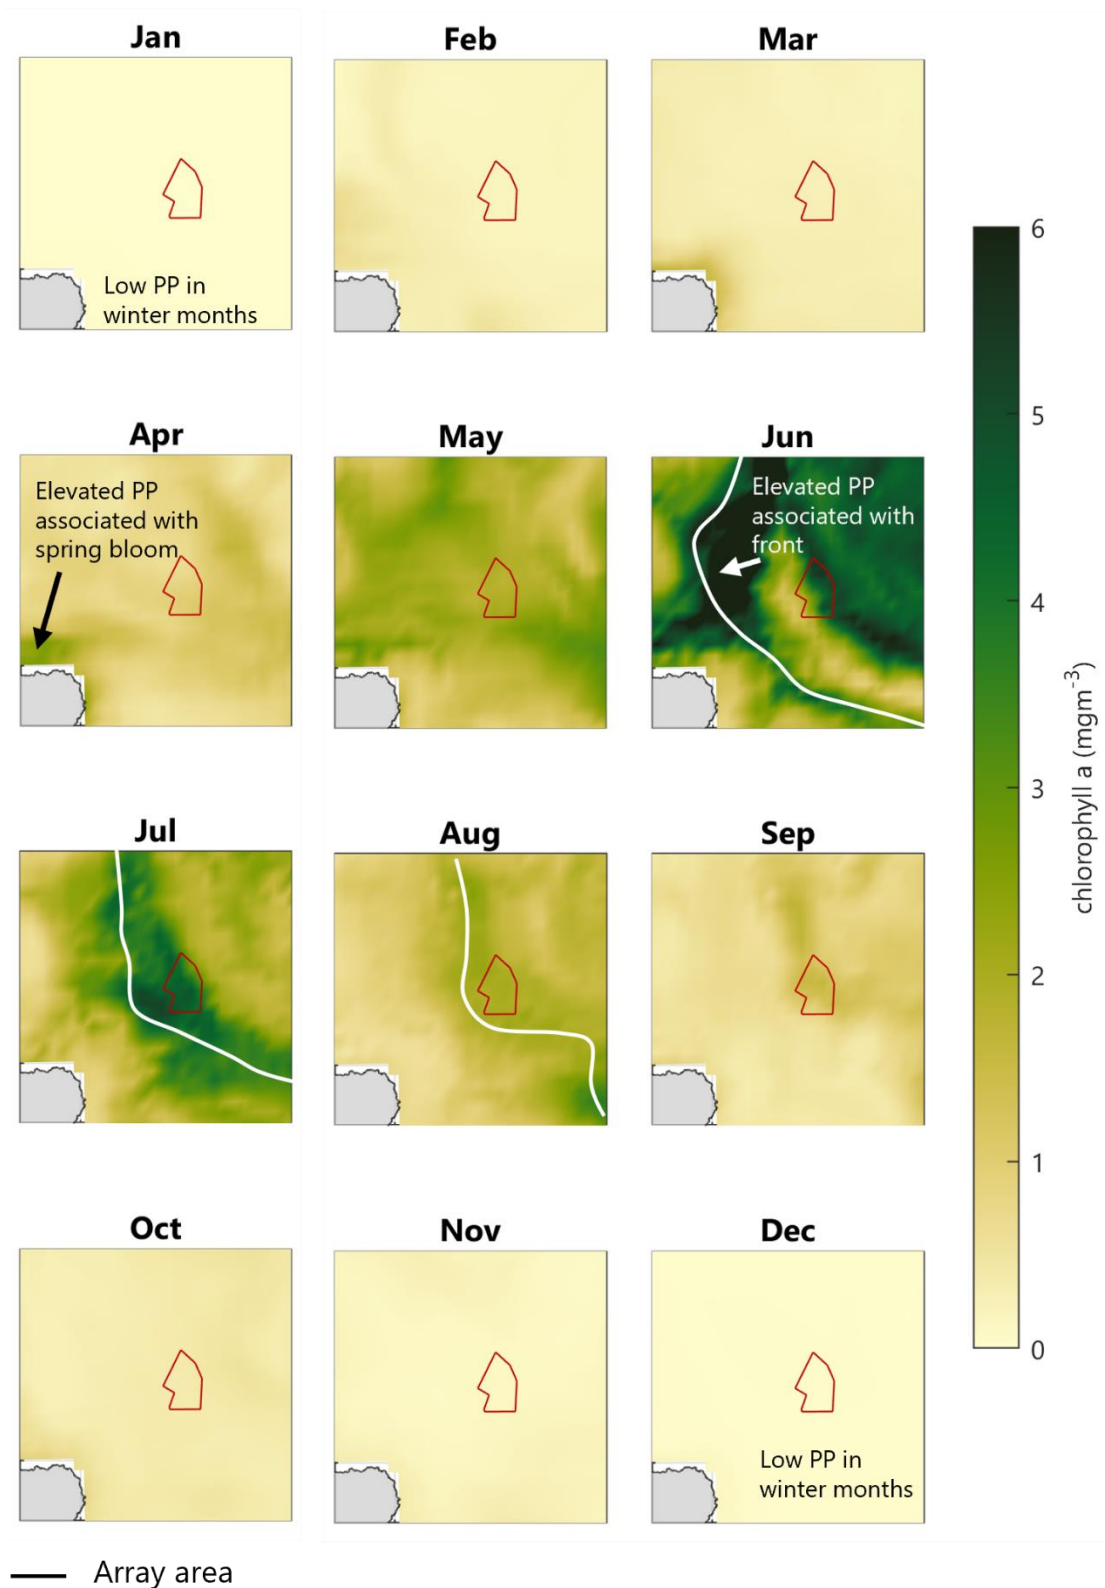 Jan
Feb
Mar
Low PP in
winter months
Apr
May
Jun
Elevated PP
associated with
spring bloom
Elevated PP
associated with
front
Jul
Aug
Sep
Oct
Nov
Dec
Low PP in
winter months
6
5
4
3
2
1
0
chlorophyll a (mgm⁻³)
Array area